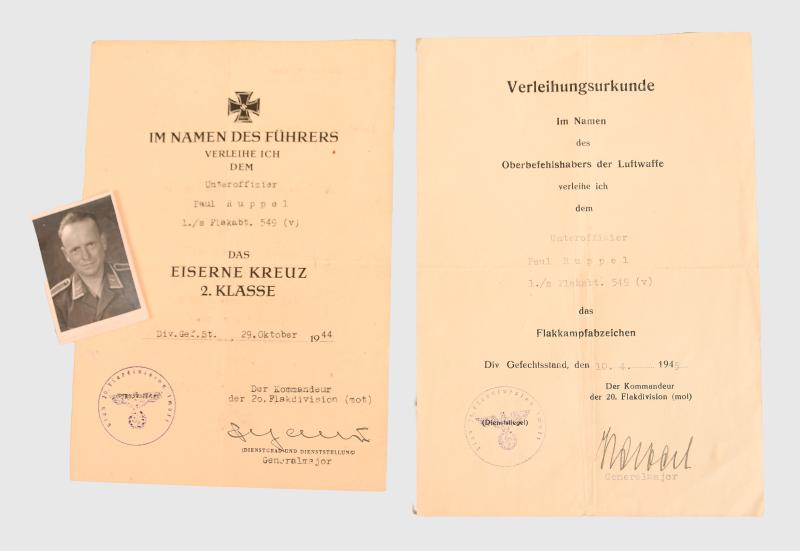 IM NAMEN DES FÜHRERS
VERLEIHE ICH
DEM
Unteroffizier
Paul Ruppel
1./s Flakabt. 549 (v)
DAS
EISERNE KREUZ
2. KLASSE
Div.Gef.St., 29.Oktober 1944
Der Kommandeur
der 2o. Flakdivision (mot)
(DIENSTGRAD UND DIENSTSTELLUNG)
Generalmajor
Verleihungsurkunde
Im Namen
des
Oberbefehlshabers der Luftwaffe
verleihe ich
dem
Unteroffizier
Paul Ruppel
1./s Flakabt. 549 (v)
das
Flakkampfabzeichen
Div Gefechtsstand, den 10.4. 1945
Der Kommandeur
der 20. Flakdivision (mot)
(Dienstsiegel)
Generalmajor